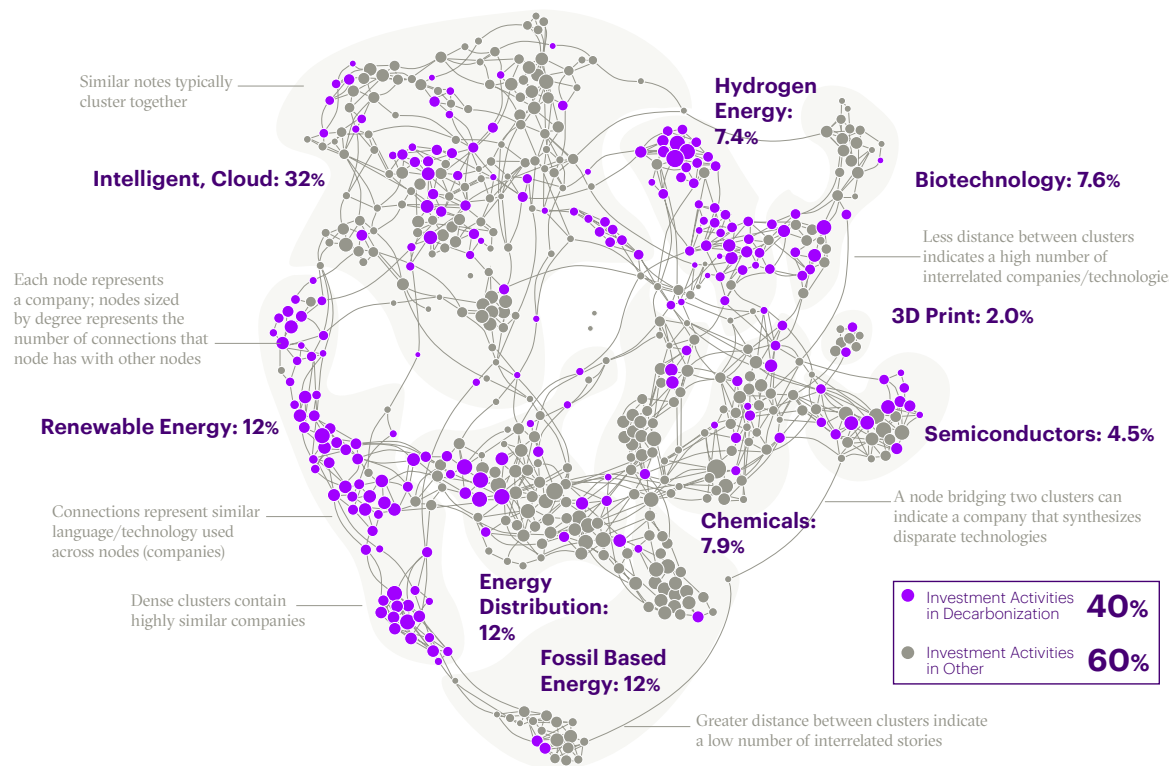 Similar notes typically
cluster together
Hydrogen
Energy:
7.4%
Intelligent, Cloud: 32%
Biotechnology: 7.6%
Less distance between clusters
indicates a high number of
interrelated companies/technologie
Each node represents
a company; nodes sized
by degree represents the
number of connections that
node has with other nodes
3D Print: 2.0%
Renewable Energy: 12%
Semiconductors: 4.5%
Connections represent similar
language/technology used
across nodes (companies)
A node bridging two clusters can
indicate a company that synthesizes
disparate technologies
Chemicals:
7.9%
Energy
Distribution:
12%
Dense clusters contain
highly similar companies
Investment Activities
in Decarbonization
40%
Investment Activities
in Other
60%
Fossil Based
Energy: 12%
Greater distance between clusters indicate
a low number of interrelated stories